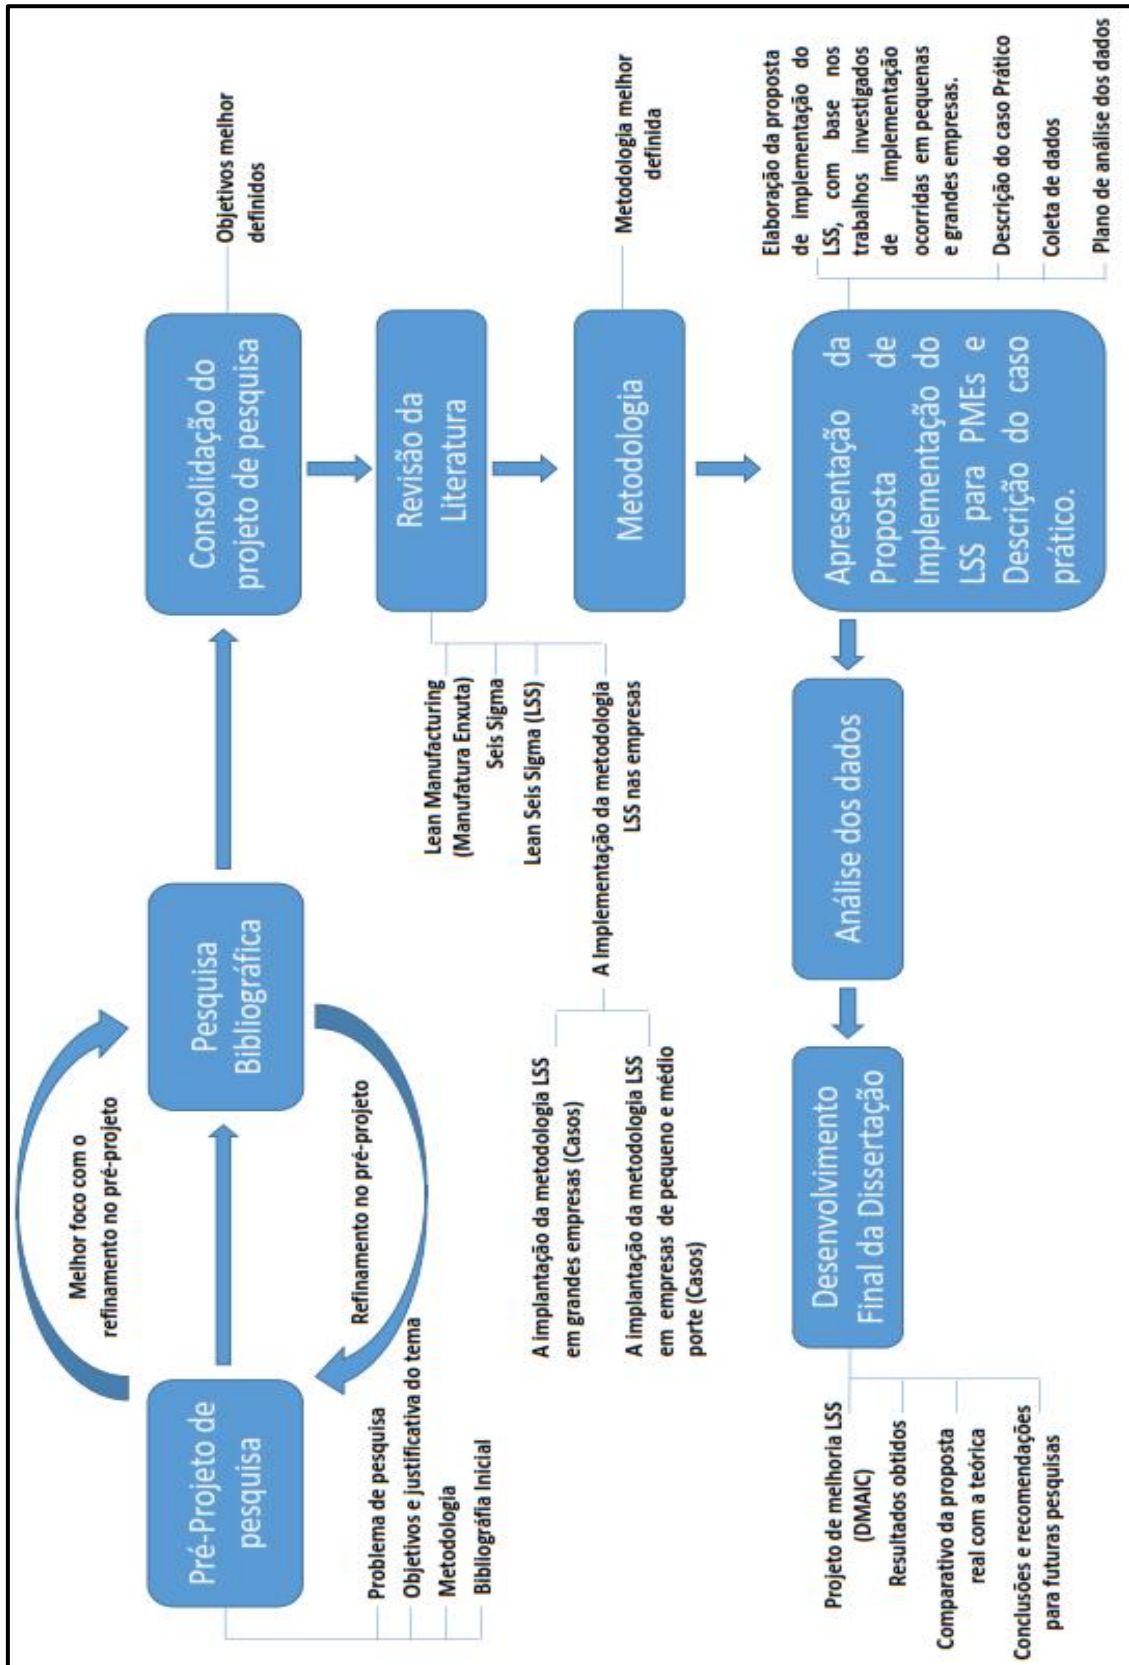 Pré-Projeto de
pesquisa
Problema de pesquisa
Objetivos e justificativa do tema
Metodologia
Bibliográfia Inicial
Melhor foco com o
refinamento no pré-projeto
Refinamento no pré-projeto
Pesquisa
Bibliográfica
Consolidação do
projeto de pesquisa
Objetivos melhor
definidos
Revisão da
Literatura
Lean Manufacturing
(Manufatura Enxuta)
Seis Sigma
Lean Seis Sigma (LSS)
A Implementação da metodologia
LSS nas empresas
A implantação da metodologia LSS
em grandes empresas (Casos)
A implantação da metodologia LSS
em empresas de pequeno e médio
porte (Casos)
Metodologia
Metodologia melhor
definida
Apresentação da
Proposta de
Implementação do
LSS para PMEs e
Descrição do caso
prático.
Elaboração da proposta
de implementação do
LSS, com base nos
trabalhos investigados
de implementação
ocorridas em pequenas
e grandes empresas.
Descrição do caso Prático
Coleta de dados
Plano de análise dos dados
Análise dos dados
Desenvolvimento
Final da Dissertação
Projeto de melhoria LSS
(DMAIC)
Resultados obtidos
Comparativo da proposta
real com a teórica
Conclusões e recomendações
para futuras pesquisas